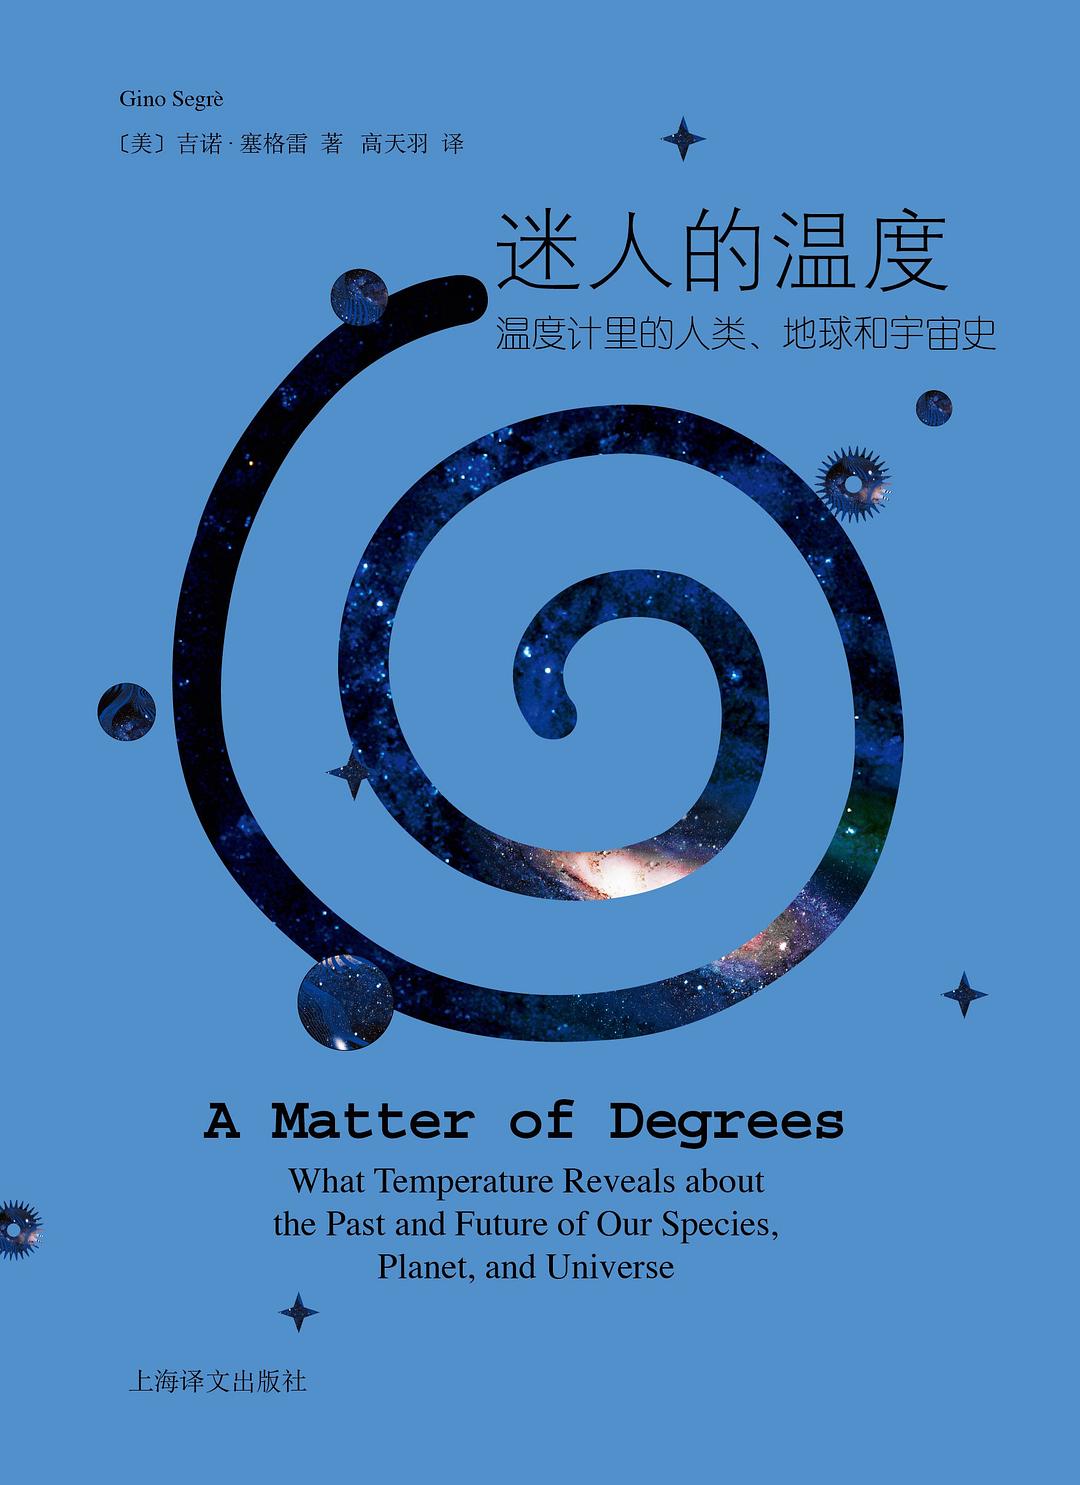 Gino Segrè
〔美〕吉诺·塞格雷 著 高天羽 译
迷人的温度
温度计里的人类、地球和宇宙史
A Matter of Degrees
What Temperature Reveals about
the Past and Future of Our Species,
Planet, and Universe
上海译文出版社